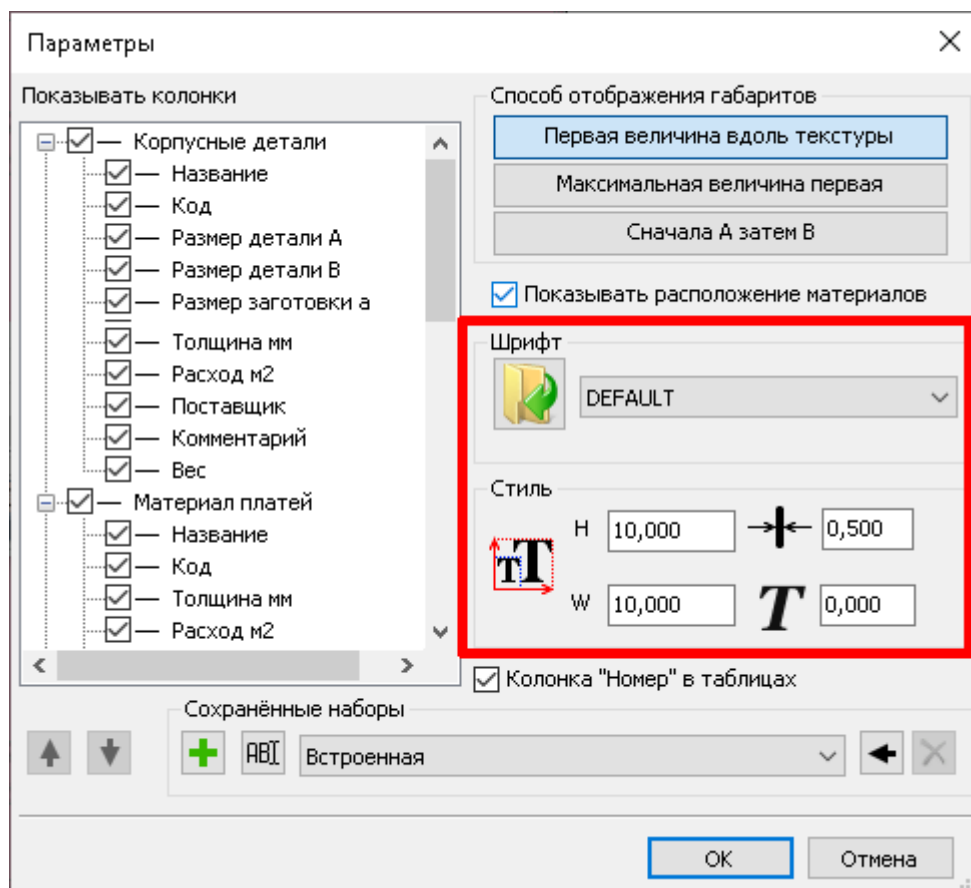 Параметры
Показывать колонки
Корпусные детали
Название
Код
Размер детали A
Размер детали B
Размер заготовки a
Толщина мм
Расход м2
Поставщик
Комментарий
Вес
Материал платей
Название
Код
Толщина мм
Расход м2
Способ отображения габаритов
Первая величина вдоль текстуры
Максимальная величина первая
Сначала A затем B
Показывать расположение материалов
Шрифт
DEFAULT
Стиль
H 10,000 0,500
W 10,000 T 0,000
Колонка "Номер" в таблицах
Сохранённые наборы
ABI Встроенная
OK Отмена